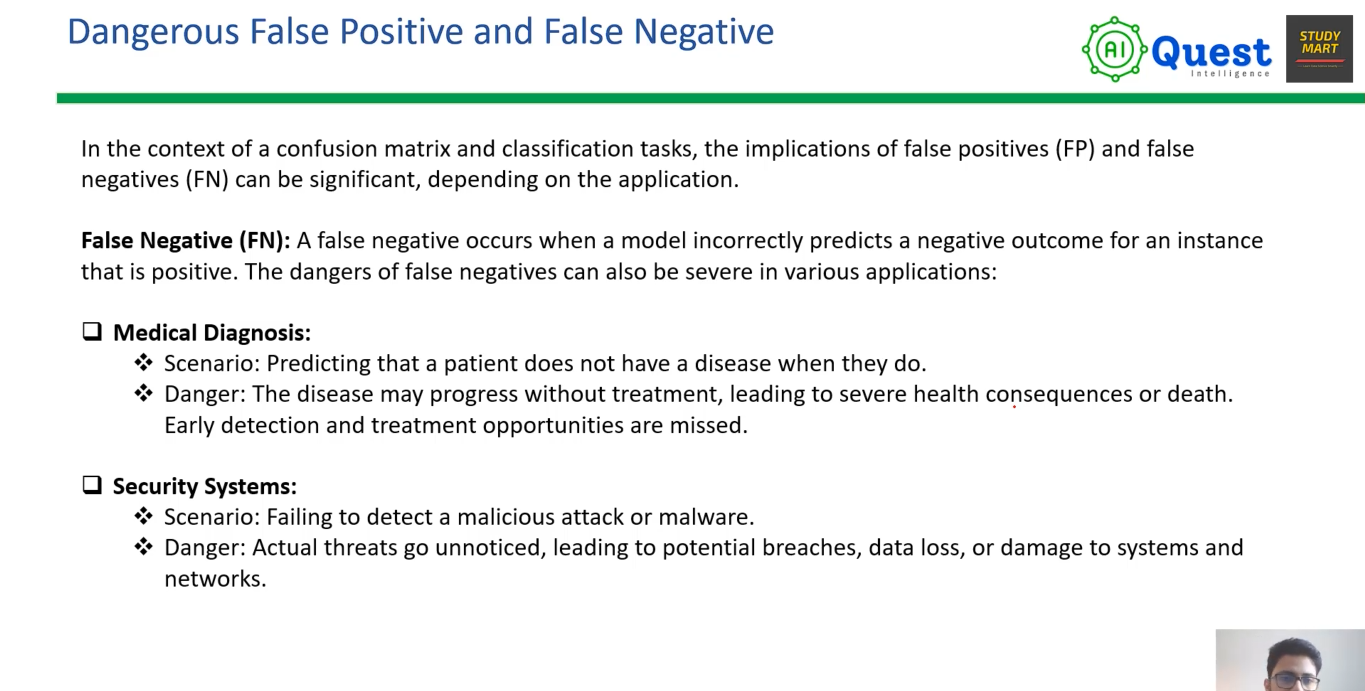 Dangerous False Positive and False Negative
AI Quest
Intelligence
STUDY
MART
In the context of a confusion matrix and classification tasks, the implications of false positives (FP) and false
negatives (FN) can be significant, depending on the application.
False Negative (FN): A false negative occurs when a model incorrectly predicts a negative outcome for an instance
that is positive. The dangers of false negatives can also be severe in various applications:
❑ Medical Diagnosis:
❖ Scenario: Predicting that a patient does not have a disease when they do.
❖ Danger: The disease may progress without treatment, leading to severe health consequences or death.
Early detection and treatment opportunities are missed.
❑ Security Systems:
❖ Scenario: Failing to detect a malicious attack or malware.
❖ Danger: Actual threats go unnoticed, leading to potential breaches, data loss, or damage to systems and
networks.